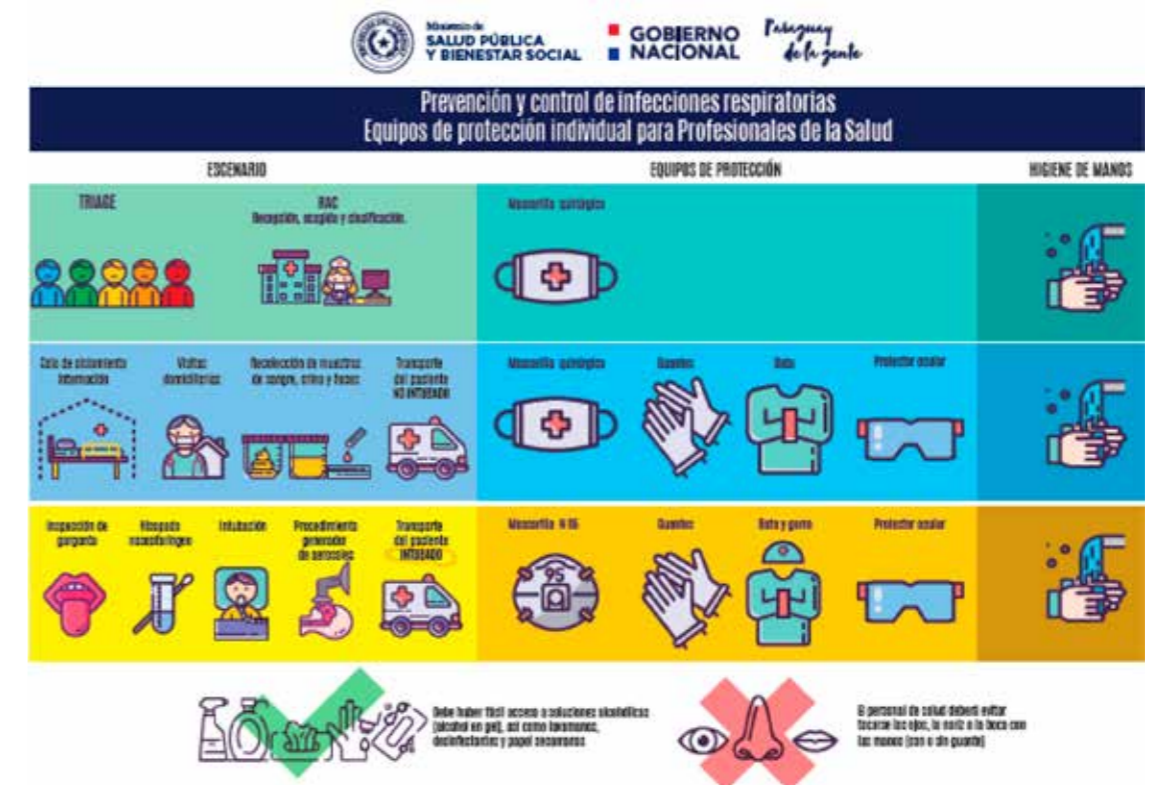 Ministerio de
SALUD PÚBLICA
Y BIENESTAR SOCIAL
GOBIERNO
NACIONAL
Paraguay
de la gente
Prevención y control de infecciones respiratorias
Equipos de protección individual para Profesionales de la Salud
ESCENARIO
EQUIPOS DE PROTECCIÓN
HIGIENE DE MANOS
TRIAGE
RAC
Recepción, acogida y clasificación.
Mascarilla quirúrgica
Sala de aislamiento
Internación
Visitas
domiciliarias
Recolección de muestras
de sangre, orina y heces
Transporte
del paciente
NO INTUBADO
Mascarilla quirúrgica
Guantes
Bata
Protector ocular
Inspección de
garganta
Hisopado
nasofaríngeo
Intubación
Procedimiento
generador
de aerosoles
Transporte
del paciente
INTUBADO
Mascarilla N 95
Guantes
Bata y gorro
Protector ocular
95
Debe haber fácil acceso a soluciones alcohólicas
(alcohol en gel), así como lavamanos,
desinfectantes y papel secamanos
El personal de salud deberá evitar
tocarse los ojos, la nariz o la boca con
las manos (con o sin guante)